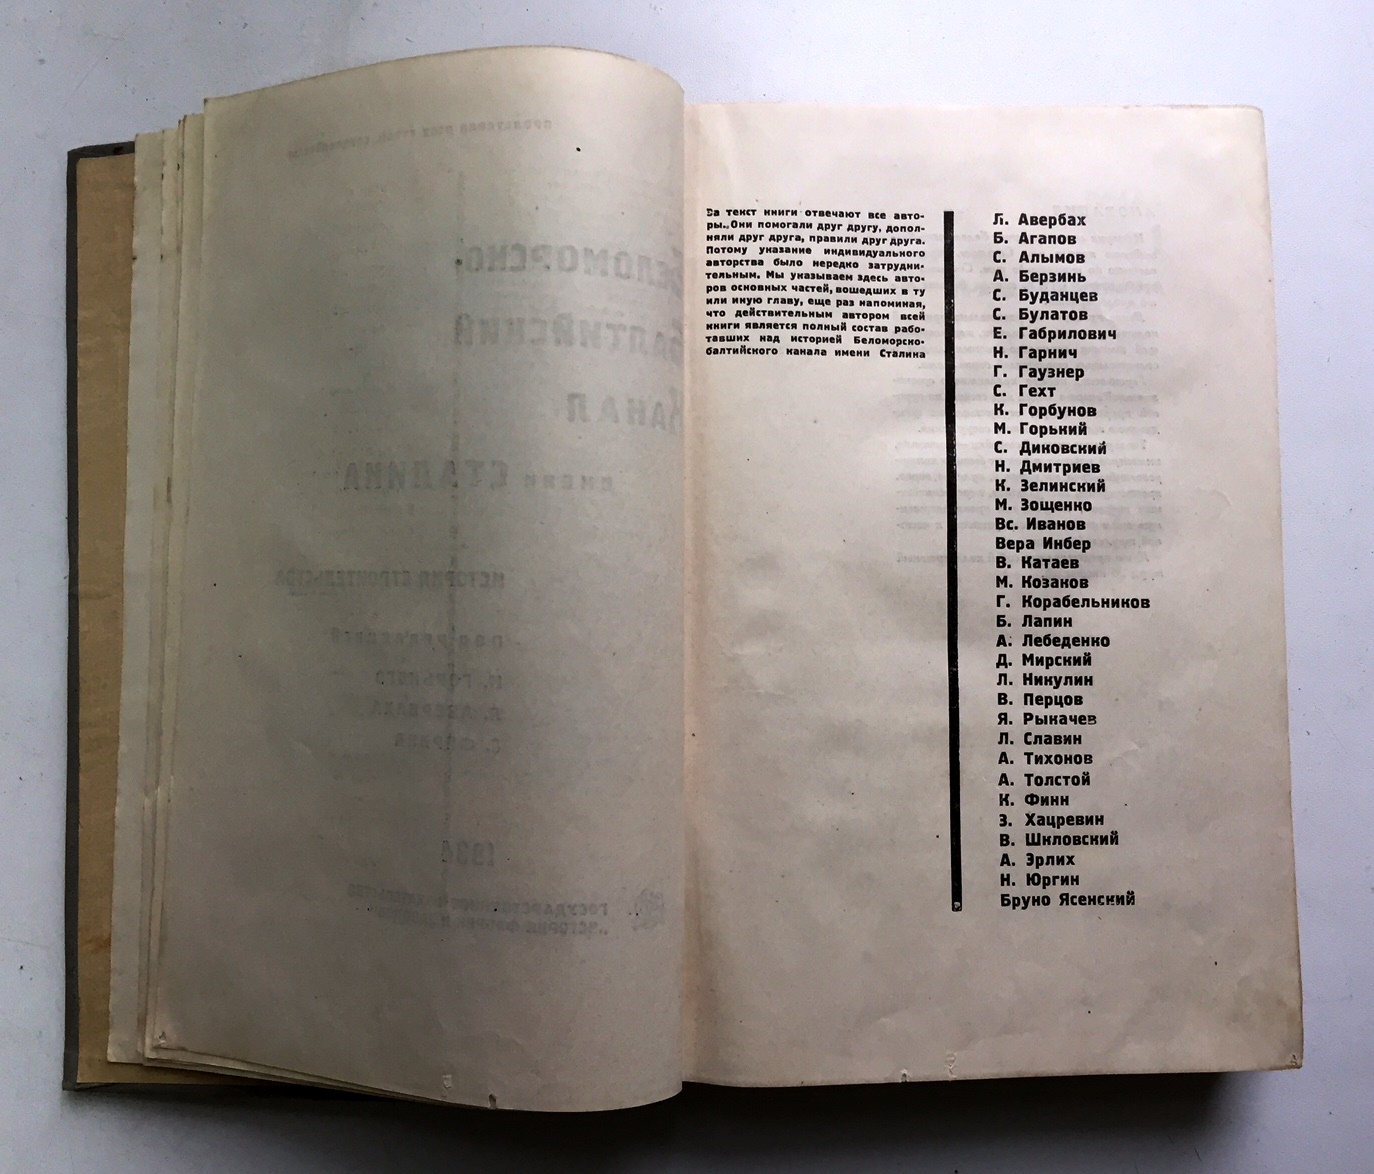 За текст книги отвечают все авто-
ры. Они помогали друг другу, допол-
няли друг друга, правили друг друга.
Потому указание индивидуального
авторства было нередко затрудни-
тельным. Мы указываем здесь авто-
ров основных частей, вошедших в ту
или иную главу, еще раз напоминая,
что действительным автором всей
книги является полный состав рабо-
тавших над историей Беломорско-
балтийского канала имени Сталина
Л. Авербах
Б. Агапов
С. Алымов
А. Берзинь
С. Буданцев
С. Булатов
Е. Габрилович
Н. Гарнич
Г. Гаузнер
С. Гехт
К. Горбунов
М. Горький
С. Диковский
Н. Дмитриев
К. Зелинский
М. Зощенко
Вс. Иванов
Вера Инбер
В. Катаев
М. Козаков
Г. Корабельников
Б. Лапин
А. Лебеденко
Д. Мирский
Л. Никулин
В. Перцов
Я. Рыкачев
Л. Славин
А. Тихонов
А. Толстой
К. Финн
З. Хацревин
В. Шкловский
А. Эрлих
Н. Юргин
Бруно Ясенский